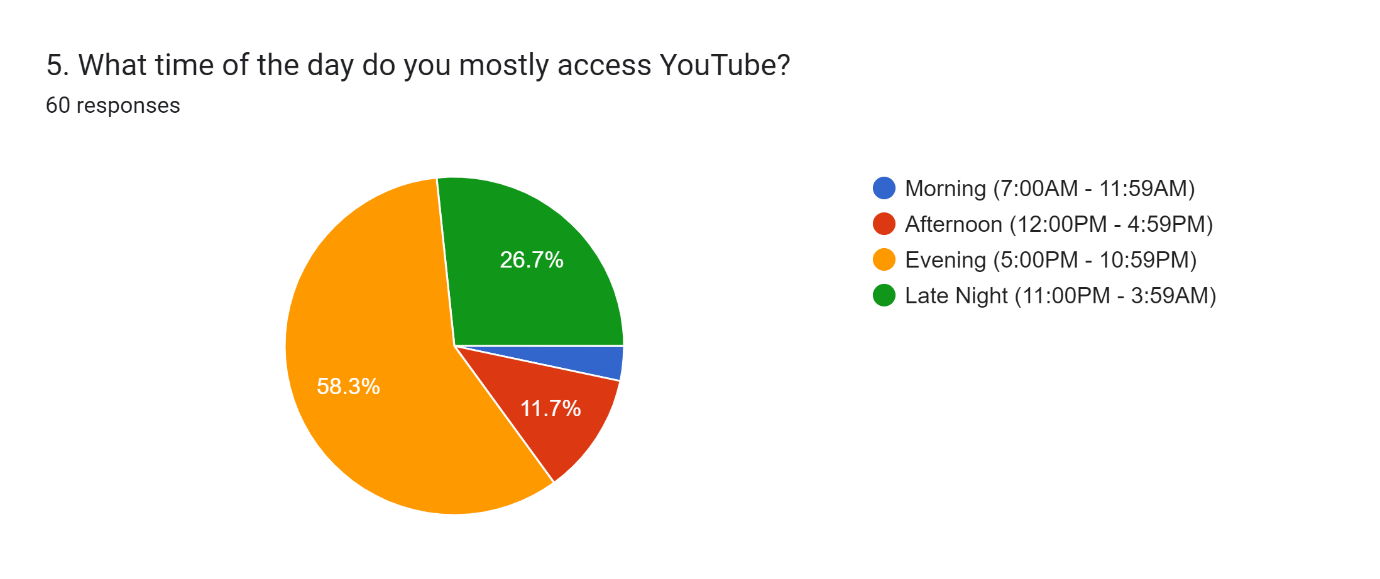 5. What time of the day do you mostly access YouTube?
60 responses
Morning (7:00AM - 11:59AM)
Afternoon (12:00PM - 4:59PM)
Evening (5:00PM - 10:59PM)
Late Night (11:00PM - 3:59AM)
26.7%
58.3%
11.7%